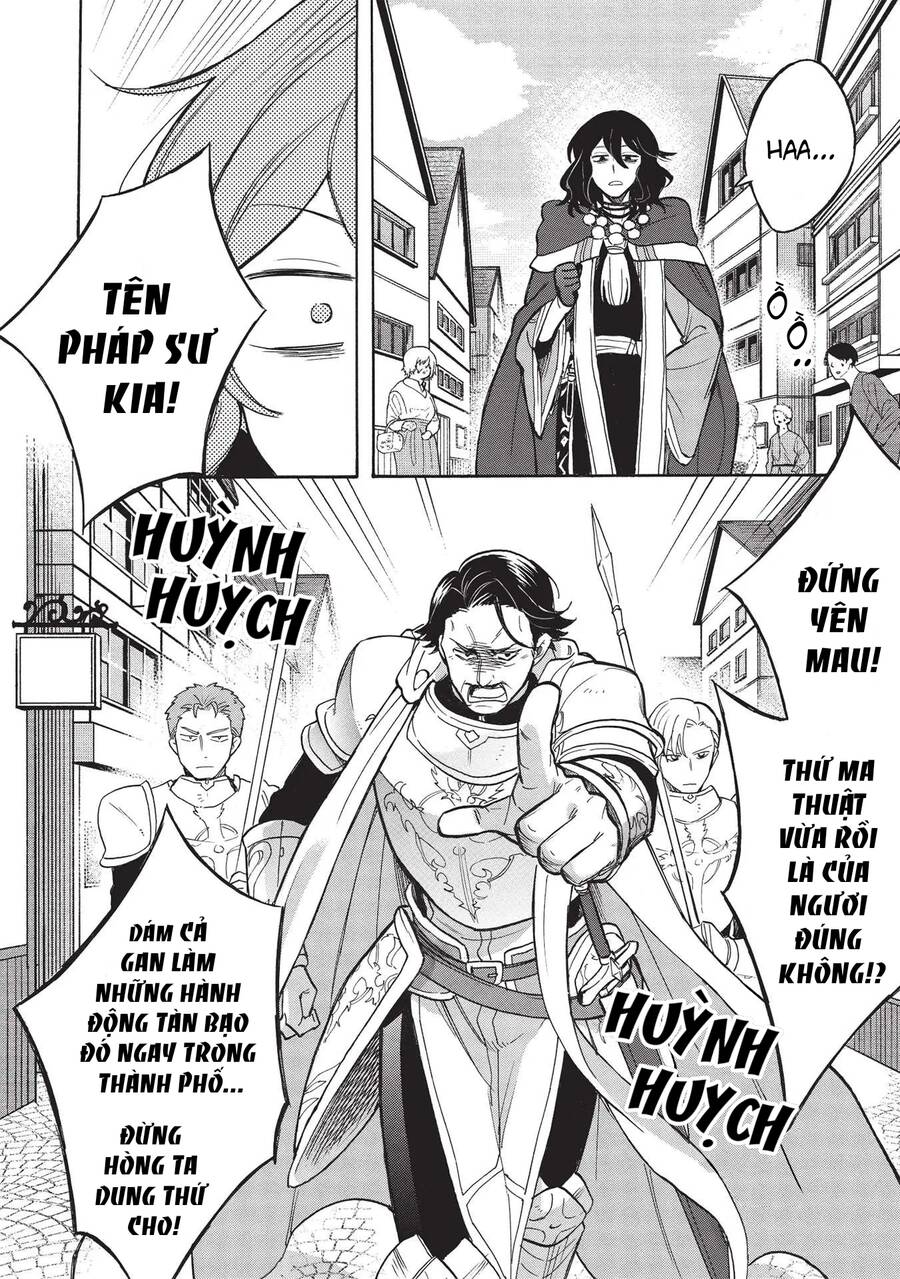 HAA...
Ồ
Ồ..
TÊN
PHÁP SƯ
KIA!
ĐỨNG
YÊN
MAU!
THỨ MA
THUẬT
VỪA RỒI
LÀ CỦA
NGƯƠI
ĐÚNG
KHÔNG!?
HUỲNH
HUỴCH
DÁM CẢ
GAN LÀM
NHỮNG HÀNH
ĐỘNG TÀN BẠO
ĐÓ NGAY TRONG
THÀNH PHỐ...
ĐỪNG
HÒNG TA
DUNG THỨ
CHO!
HUỲNH
HUỴCH